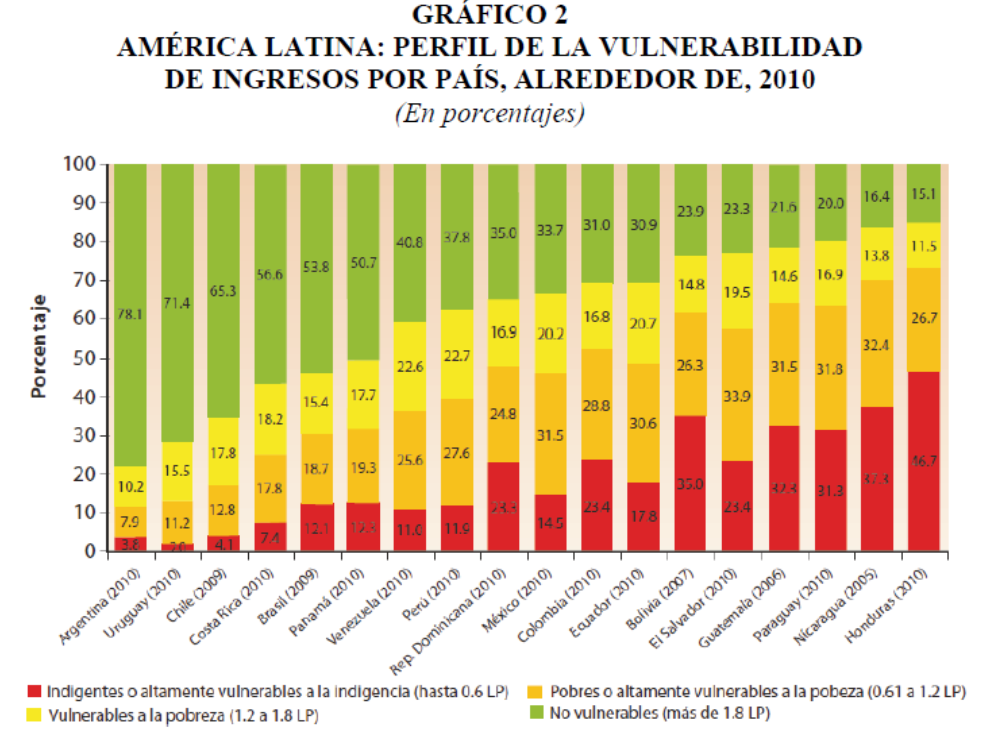 GRÁFICO 2
AMÉRICA LATINA: PERFIL DE LA VULNERABILIDAD
DE INGRESOS POR PAÍS, ALREDEDOR DE, 2010
(En porcentajes)
Porcentaje
100
90
80
70
60
50
40
30
20
10
0
78.1 71.4 65.3 56.6 53.8 50.7 40.8 37.8 35.0 33.7 31.0 30.9 23.9 23.3 21.6 20.0 16.4 15.1
10.2 15.5 17.8 18.2 15.4 17.7 22.6 22.7 16.9 20.2 16.8 20.7 14.8 19.5 14.6 16.9 13.8 11.5
7.9 11.2 12.8 17.8 18.7 19.3 25.6 27.6 24.8 31.5 28.8 30.6 26.3 33.9 31.5 31.8 32.4 26.7
3.8 4.1 7.4 12.1 12.3 11.0 11.9 23.3 14.5 23.4 17.8 35.0 23.4 32.3 31.3 37.3 46.7
Argentina (2010)
Uruguay (2010)
Chile (2009)
Costa Rica (2010)
Brasil (2009)
Panamá (2010)
Venezuela (2010)
Perú (2010)
Rep. Dominicana (2010)
México (2010)
Colombia (2010)
Ecuador (2010)
Bolivia (2007)
El Salvador (2010)
Guatemala (2006)
Paraguay (2010)
Nicaragua (2005)
Honduras (2010)
Indigentes o altamente vulnerables a la indigencia (hasta 0.6 LP)
Pobres o altamente vulnerables a la pobeza (0.61 a 1.2 LP)
Vulnerables a la pobreza (1.2 a 1.8 LP)
No vulnerables (más de 1.8 LP)